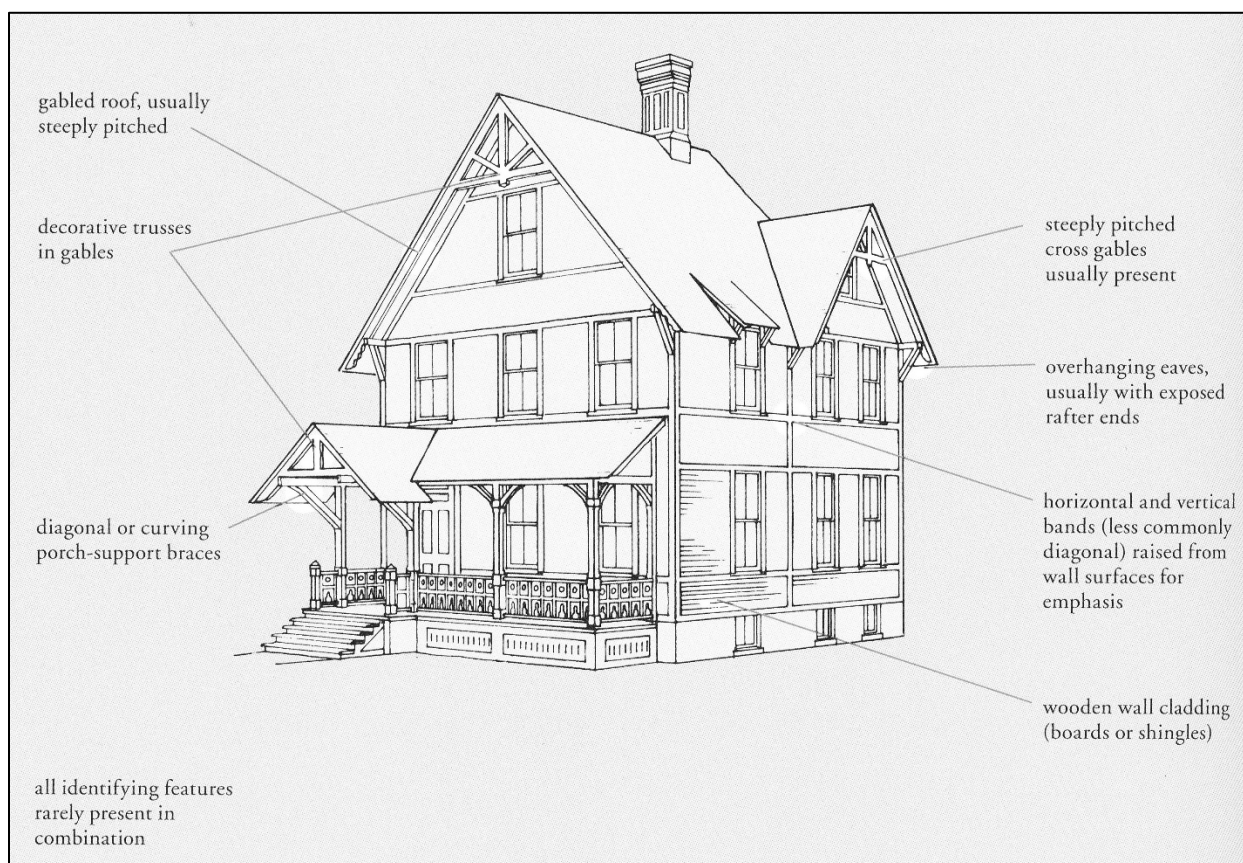 gabled roof, usually
steeply pitched
decorative trusses
in gables
diagonal or curving
porch-support braces
all identifying features
rarely present in
combination
steeply pitched
cross gables
usually present
overhanging eaves,
usually with exposed
rafter ends
horizontal and vertical
bands (less commonly
diagonal) raised from
wall surfaces for
emphasis
wooden wall cladding
(boards or shingles)